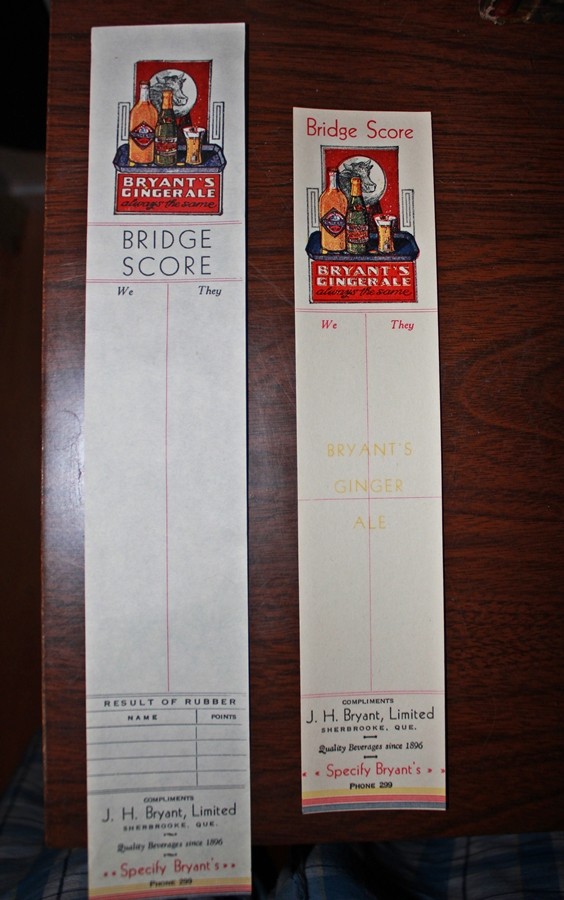 BRYANT'S
GINGER ALE
always the same
BRIDGE
SCORE
We They
RESULT OF RUBBER
NAME POINTS
COMPLIMENTS
J. H. Bryant, Limited
SHERBROOKE, QUE.
Quality Beverages since 1896
Specify Bryant's
PHONE 299
Bridge Score
BRYANT'S
GINGER ALE
always the same
We They
BRYANT'S
GINGER
ALE
COMPLIMENTS
J. H. Bryant, Limited
SHERBROOKE, QUE.
Quality Beverages since 1896
Specify Bryant's
PHONE 299